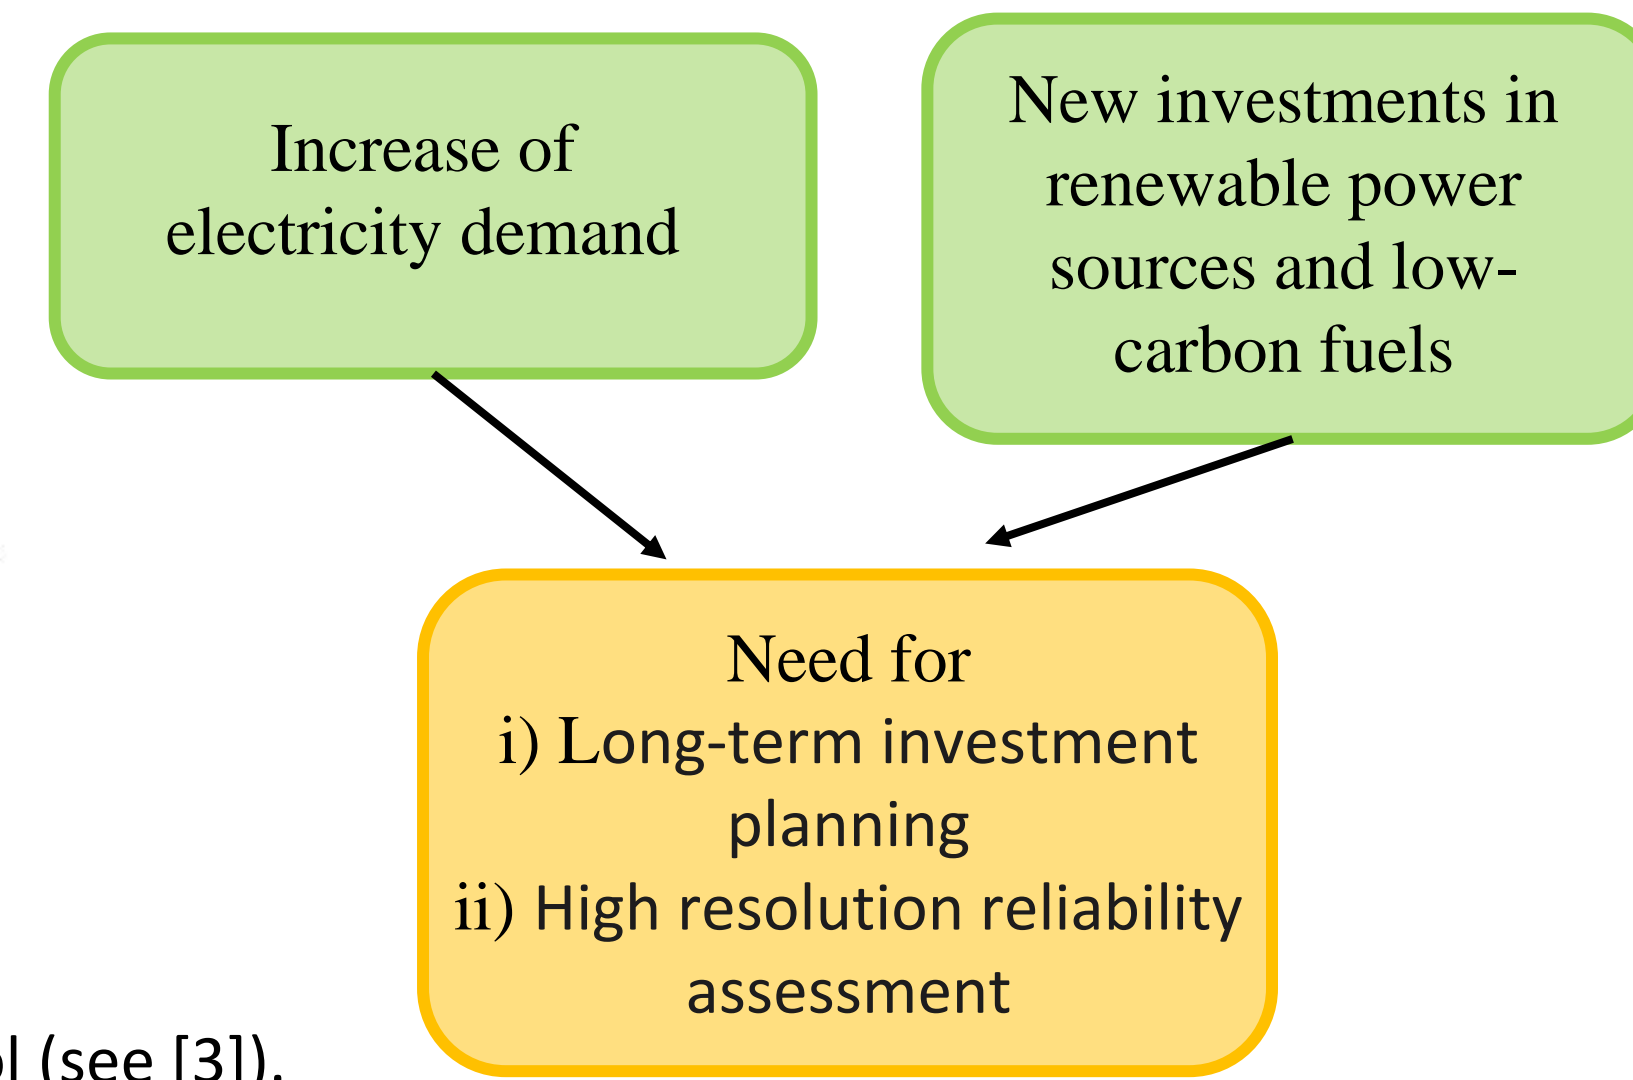 Increase of
electricity demand
New investments in
renewable power
sources and low-
carbon fuels
Need for
i) Long-term investment
planning
ii) High resolution reliability
assessment
(see [3]).